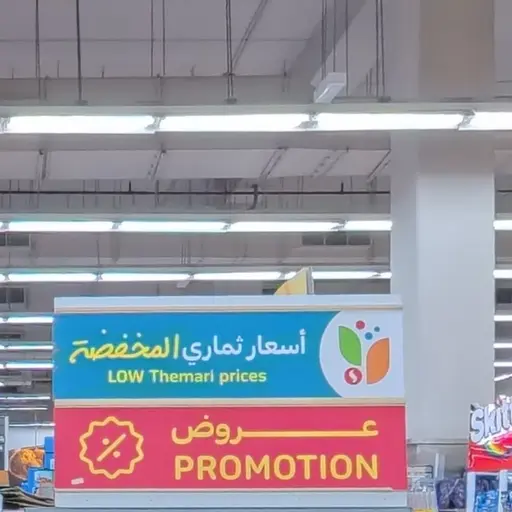 أسعار ثماري المخفضة
LOW Themari prices
عروض
PROMOTION